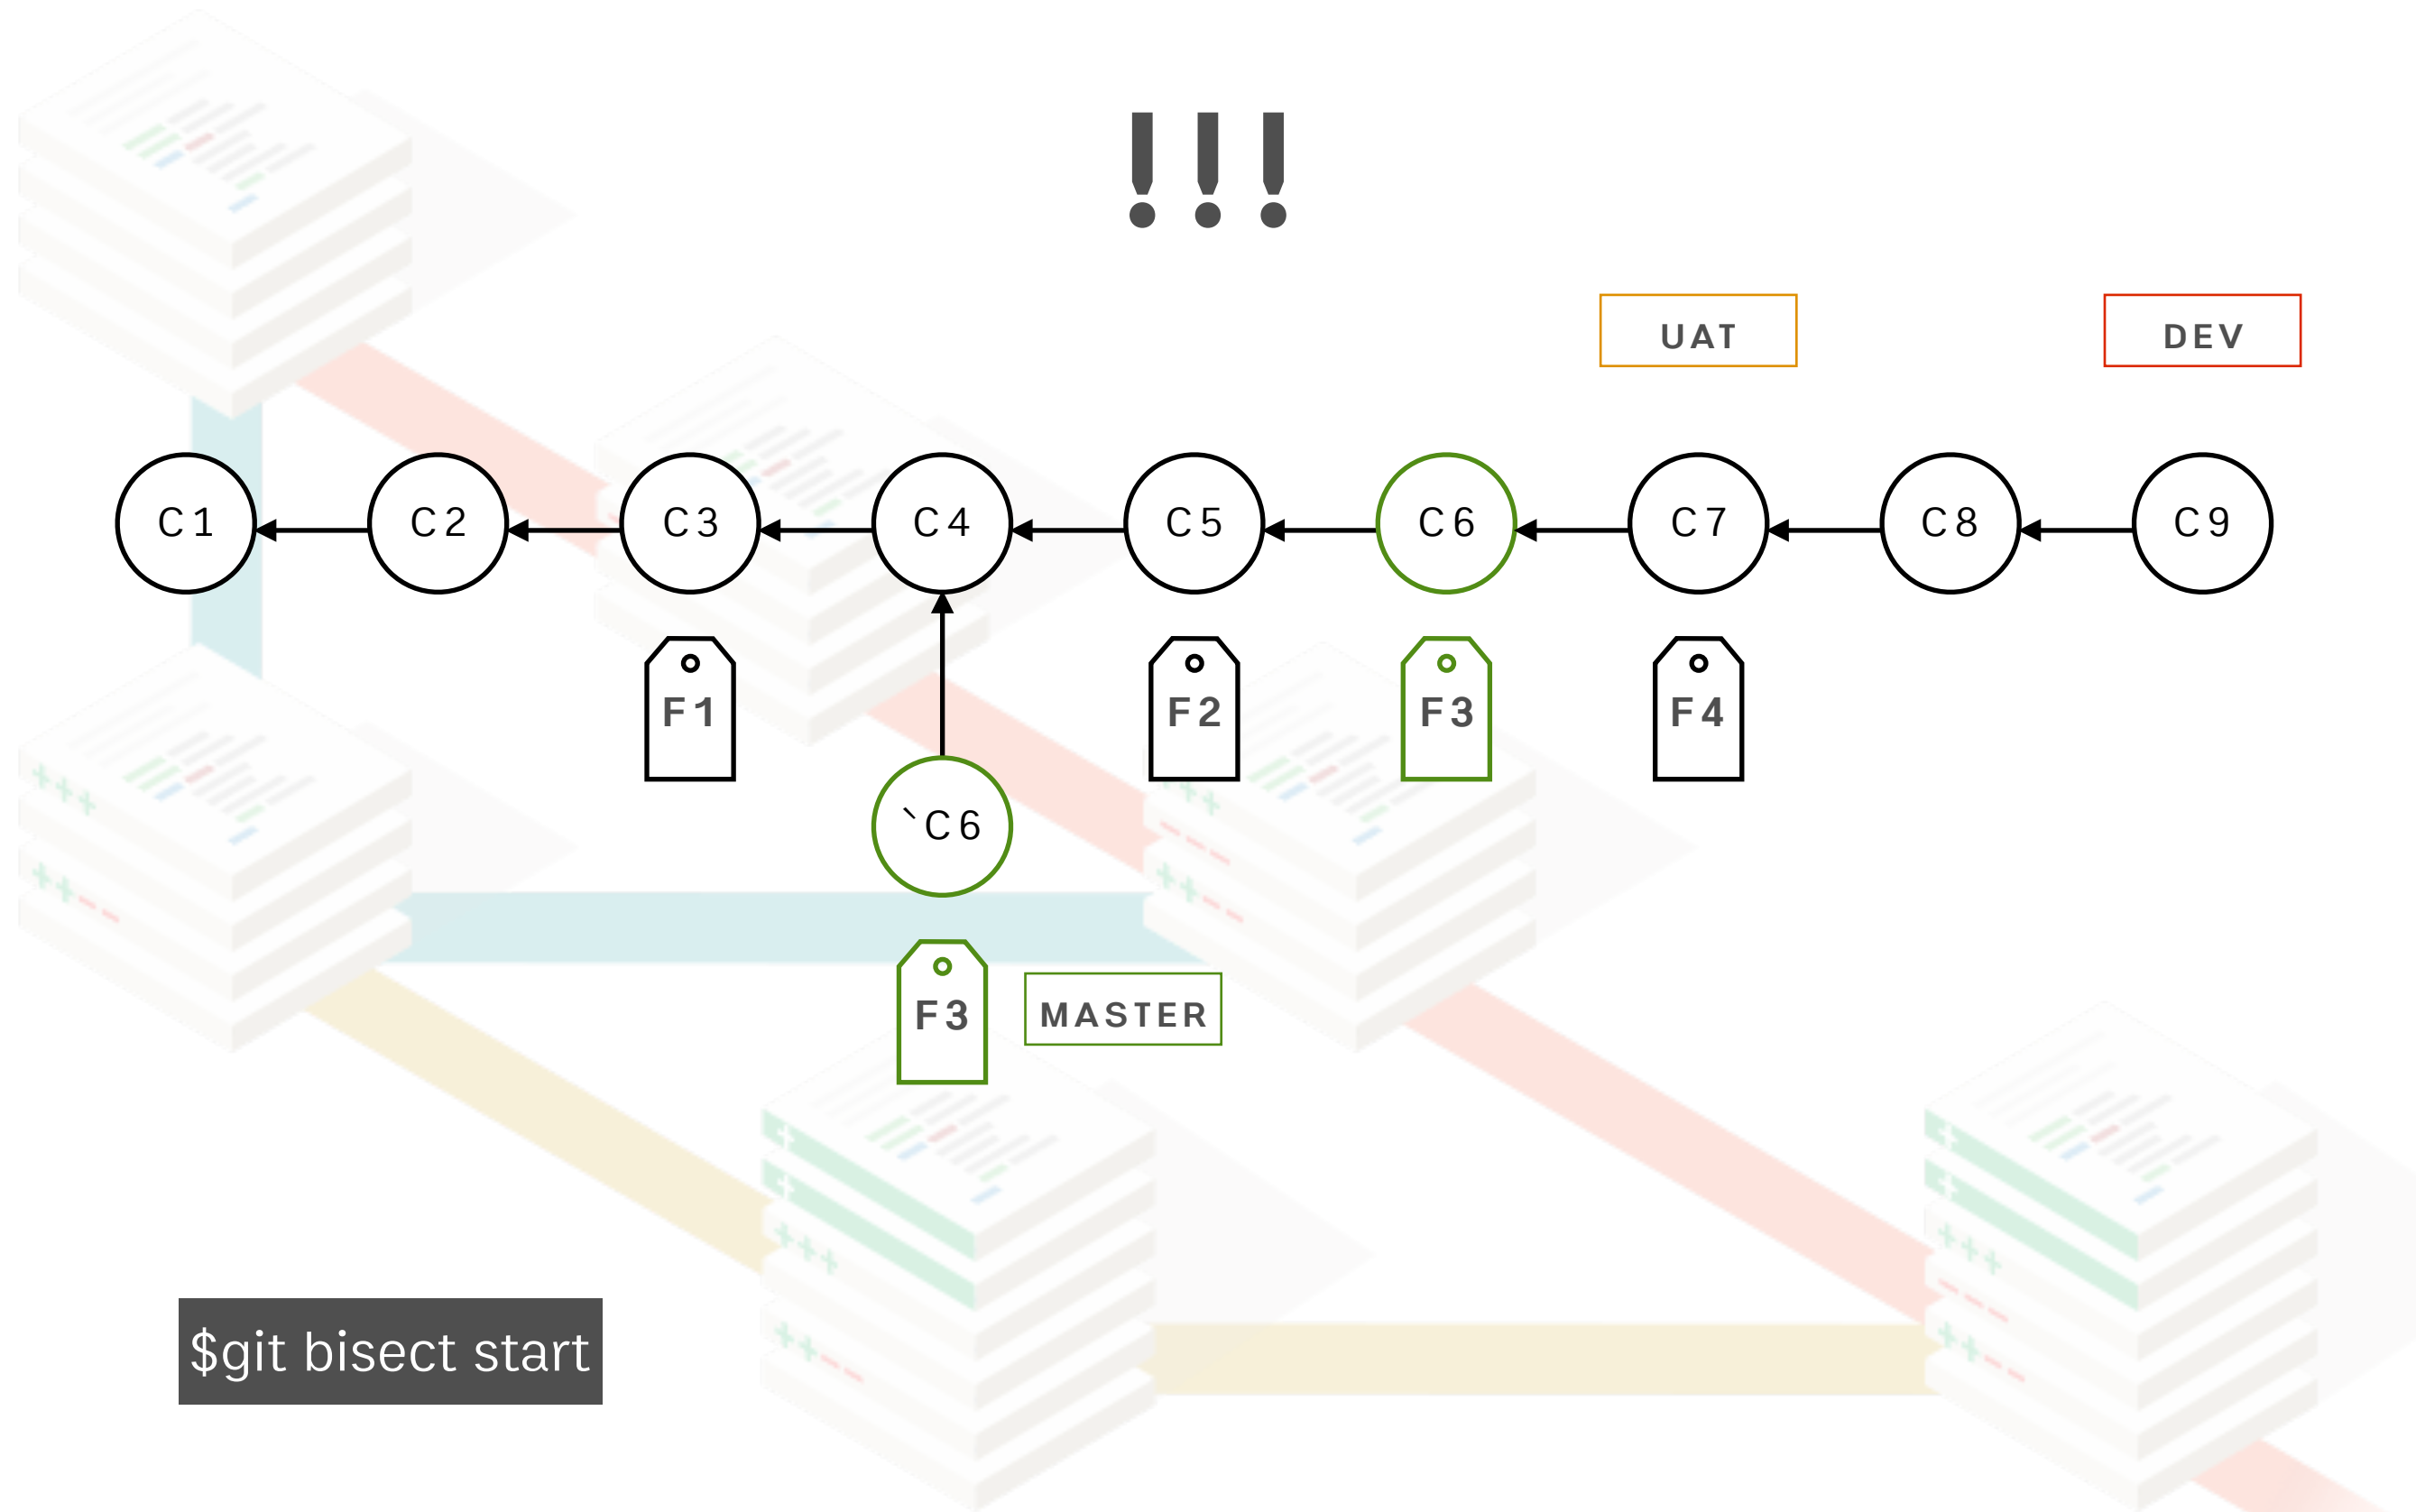 !!!
UAT
DEV
C1
C2
C3
C4
C5
C6
C7
C8
C9
F1
F2
F3
F4
`C6
F3
MASTER
$git bisect start